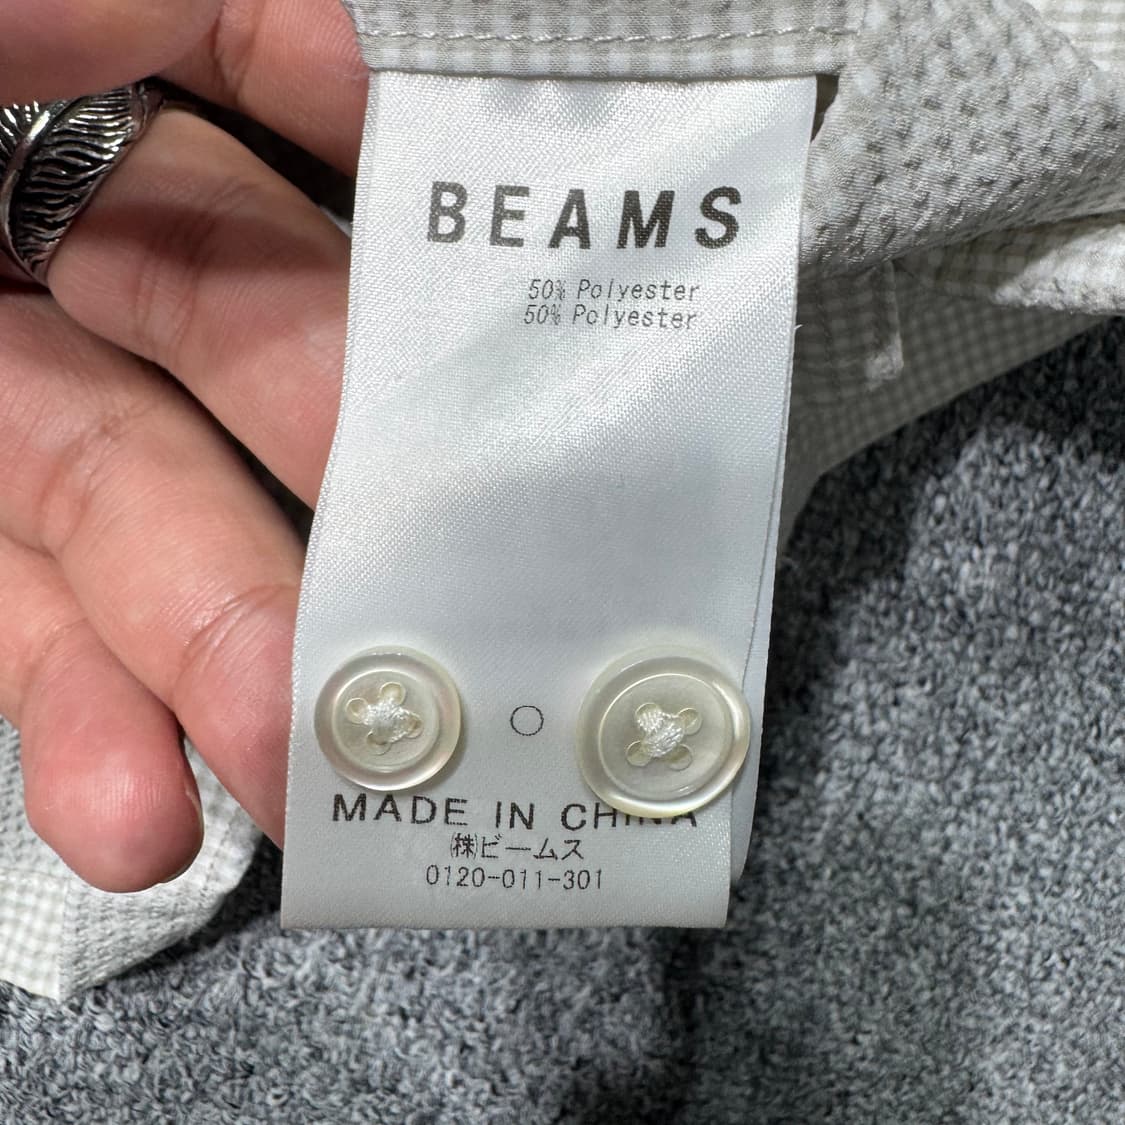 BEAMS
50% Polyester
50% Polyester
MADE IN CHINA
㈱ビームス
0120-011-301